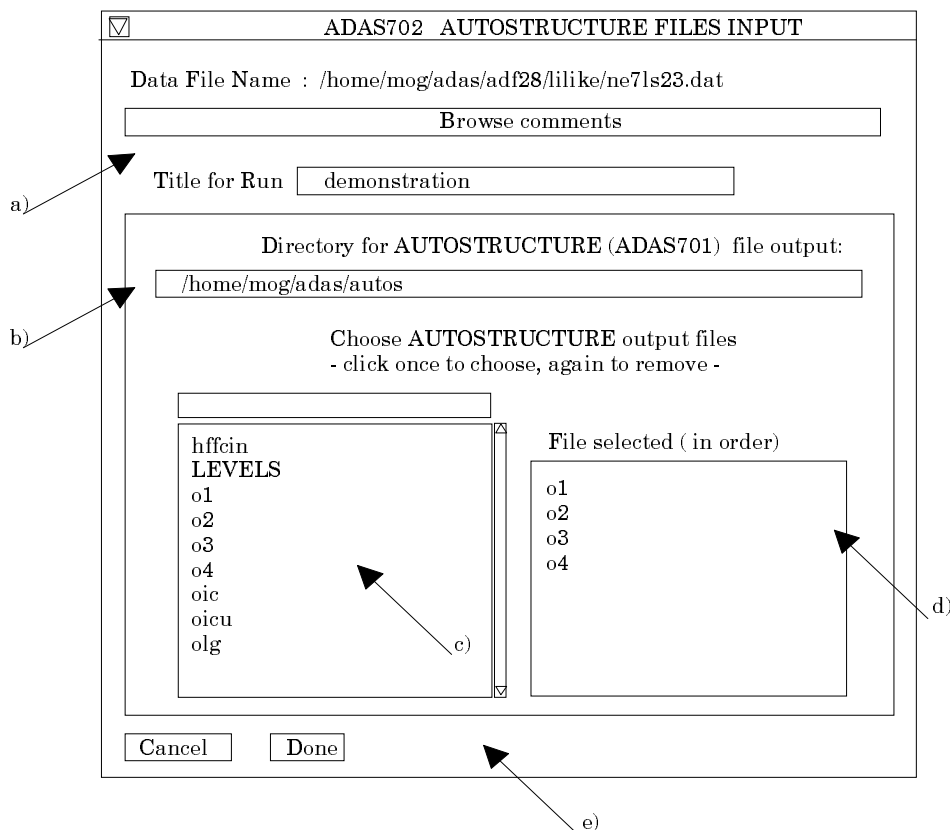 ADAS702 AUTOSTRUCTURE FILES INPUT
Data File Name : /home/mog/adas/adf28/lilike/ne7ls23.dat
Browse comments
Title for Run demonstration
a)
Directory for AUTOSTRUCTURE (ADAS701) file output:
/home/mog/adas/autos
b)
Choose AUTOSTRUCTURE output files
- click once to choose, again to remove -
hffcin
LEVELS
o1
o2
o3
o4
oic
oicu
olg
c)
File selected ( in order)
o1
o2
o3
o4
d)
Cancel Done
e)